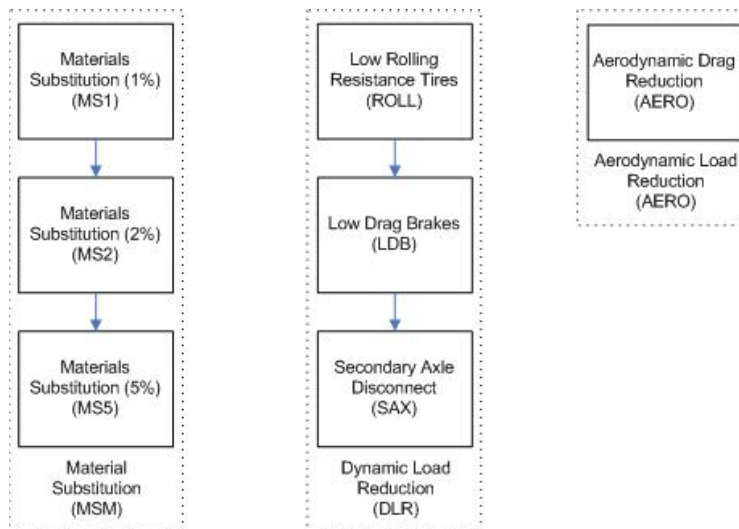 Materials
Substitution (1%)
(MS1)
Materials
Substitution (2%)
(MS2)
Materials
Substitution (5%)
(MS5)
Material
Substitution
(MSM)
Low Rolling
Resistance Tires
(ROLL)
Low Drag Brakes
(LDB)
Secondary Axle
Disconnect
(SAX)
Dynamic Load
Reduction
(DLR)
Aerodynamic Drag
Reduction
(AERO)
Aerodynamic Load
Reduction
(AERO)